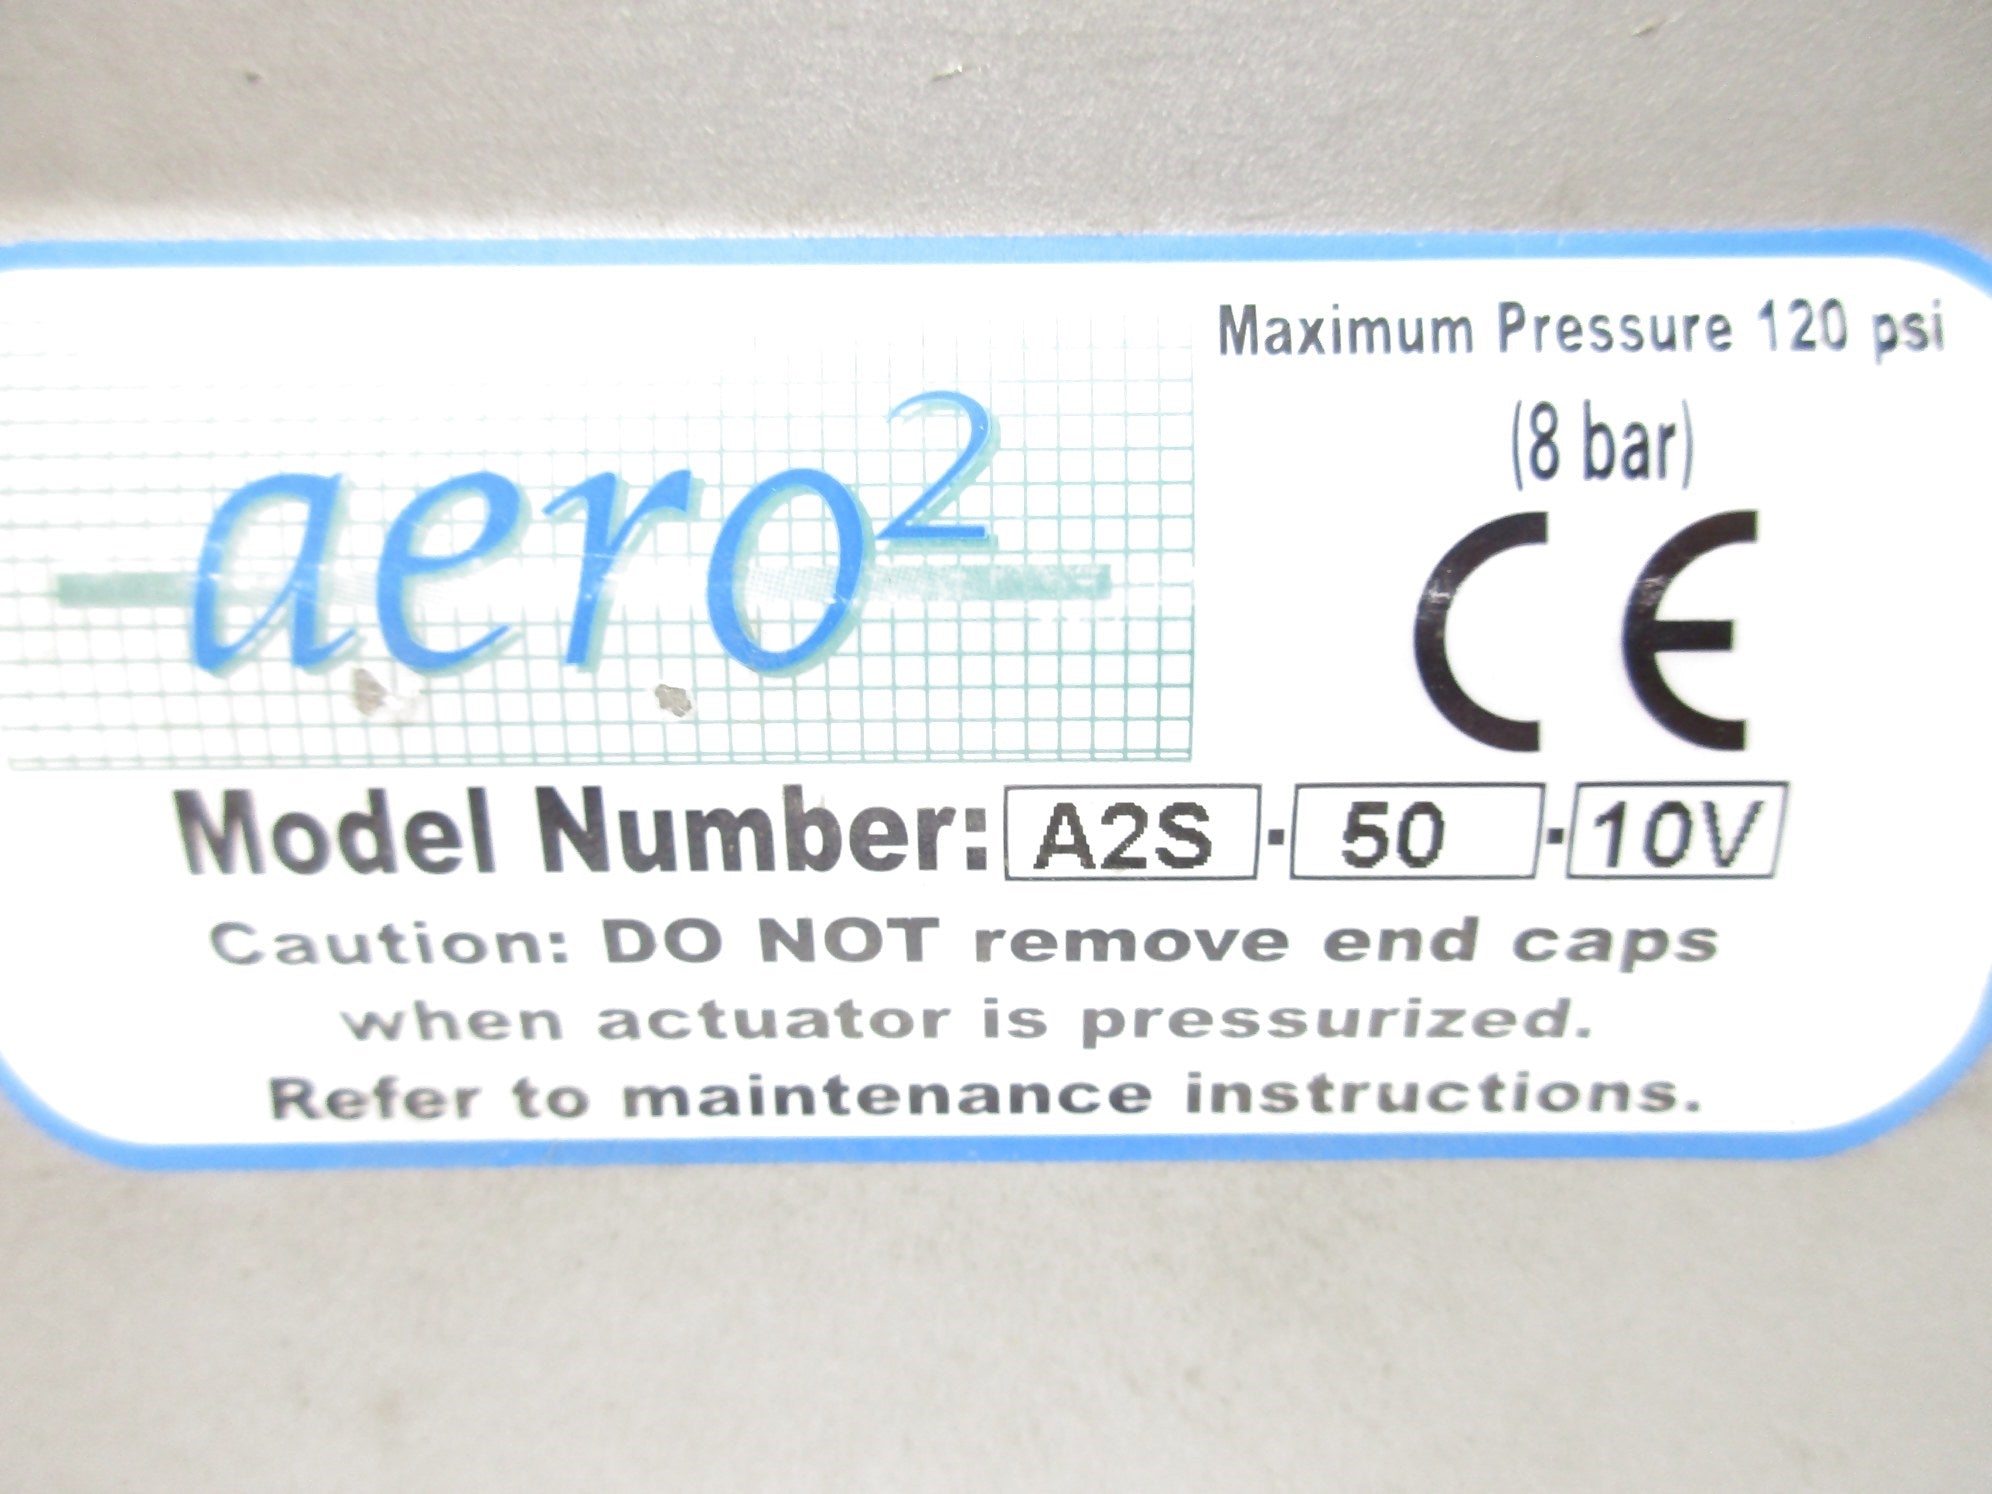 Maximum Pressure 120 psi
(8 bar)
aero²
CE
Model Number: A2S · 50 · 10V
Caution: DO NOT remove end caps
when actuator is pressurized.
Refer to maintenance instructions.